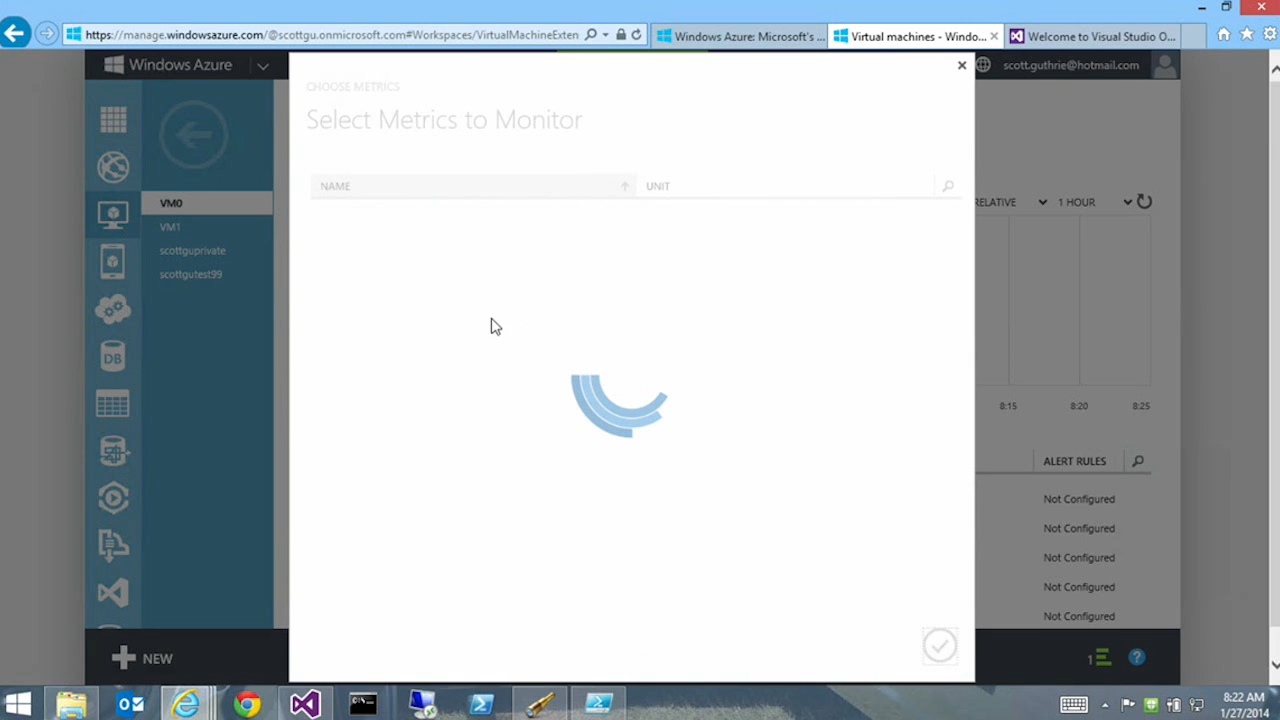 https://manage.windowsazure.com/@scottgu.onmicrosoft.com#Workspaces/VirtualMachineExten
Windows Azure: Microsoft's ...
Virtual machines - Windo...
Welcome to Visual Studio O...
Windows Azure
scott.guthrie@hotmail.com
CHOOSE METRICS
Select Metrics to Monitor
NAME
UNIT
VM0
VM1
scottguprivate
scottgutest99
DB
RELATIVE
1 HOUR
8:15
8:20
8:25
ALERT RULES
Not Configured
Not Configured
Not Configured
Not Configured
Not Configured
NEW
1
?
8:22 AM
1/27/2014